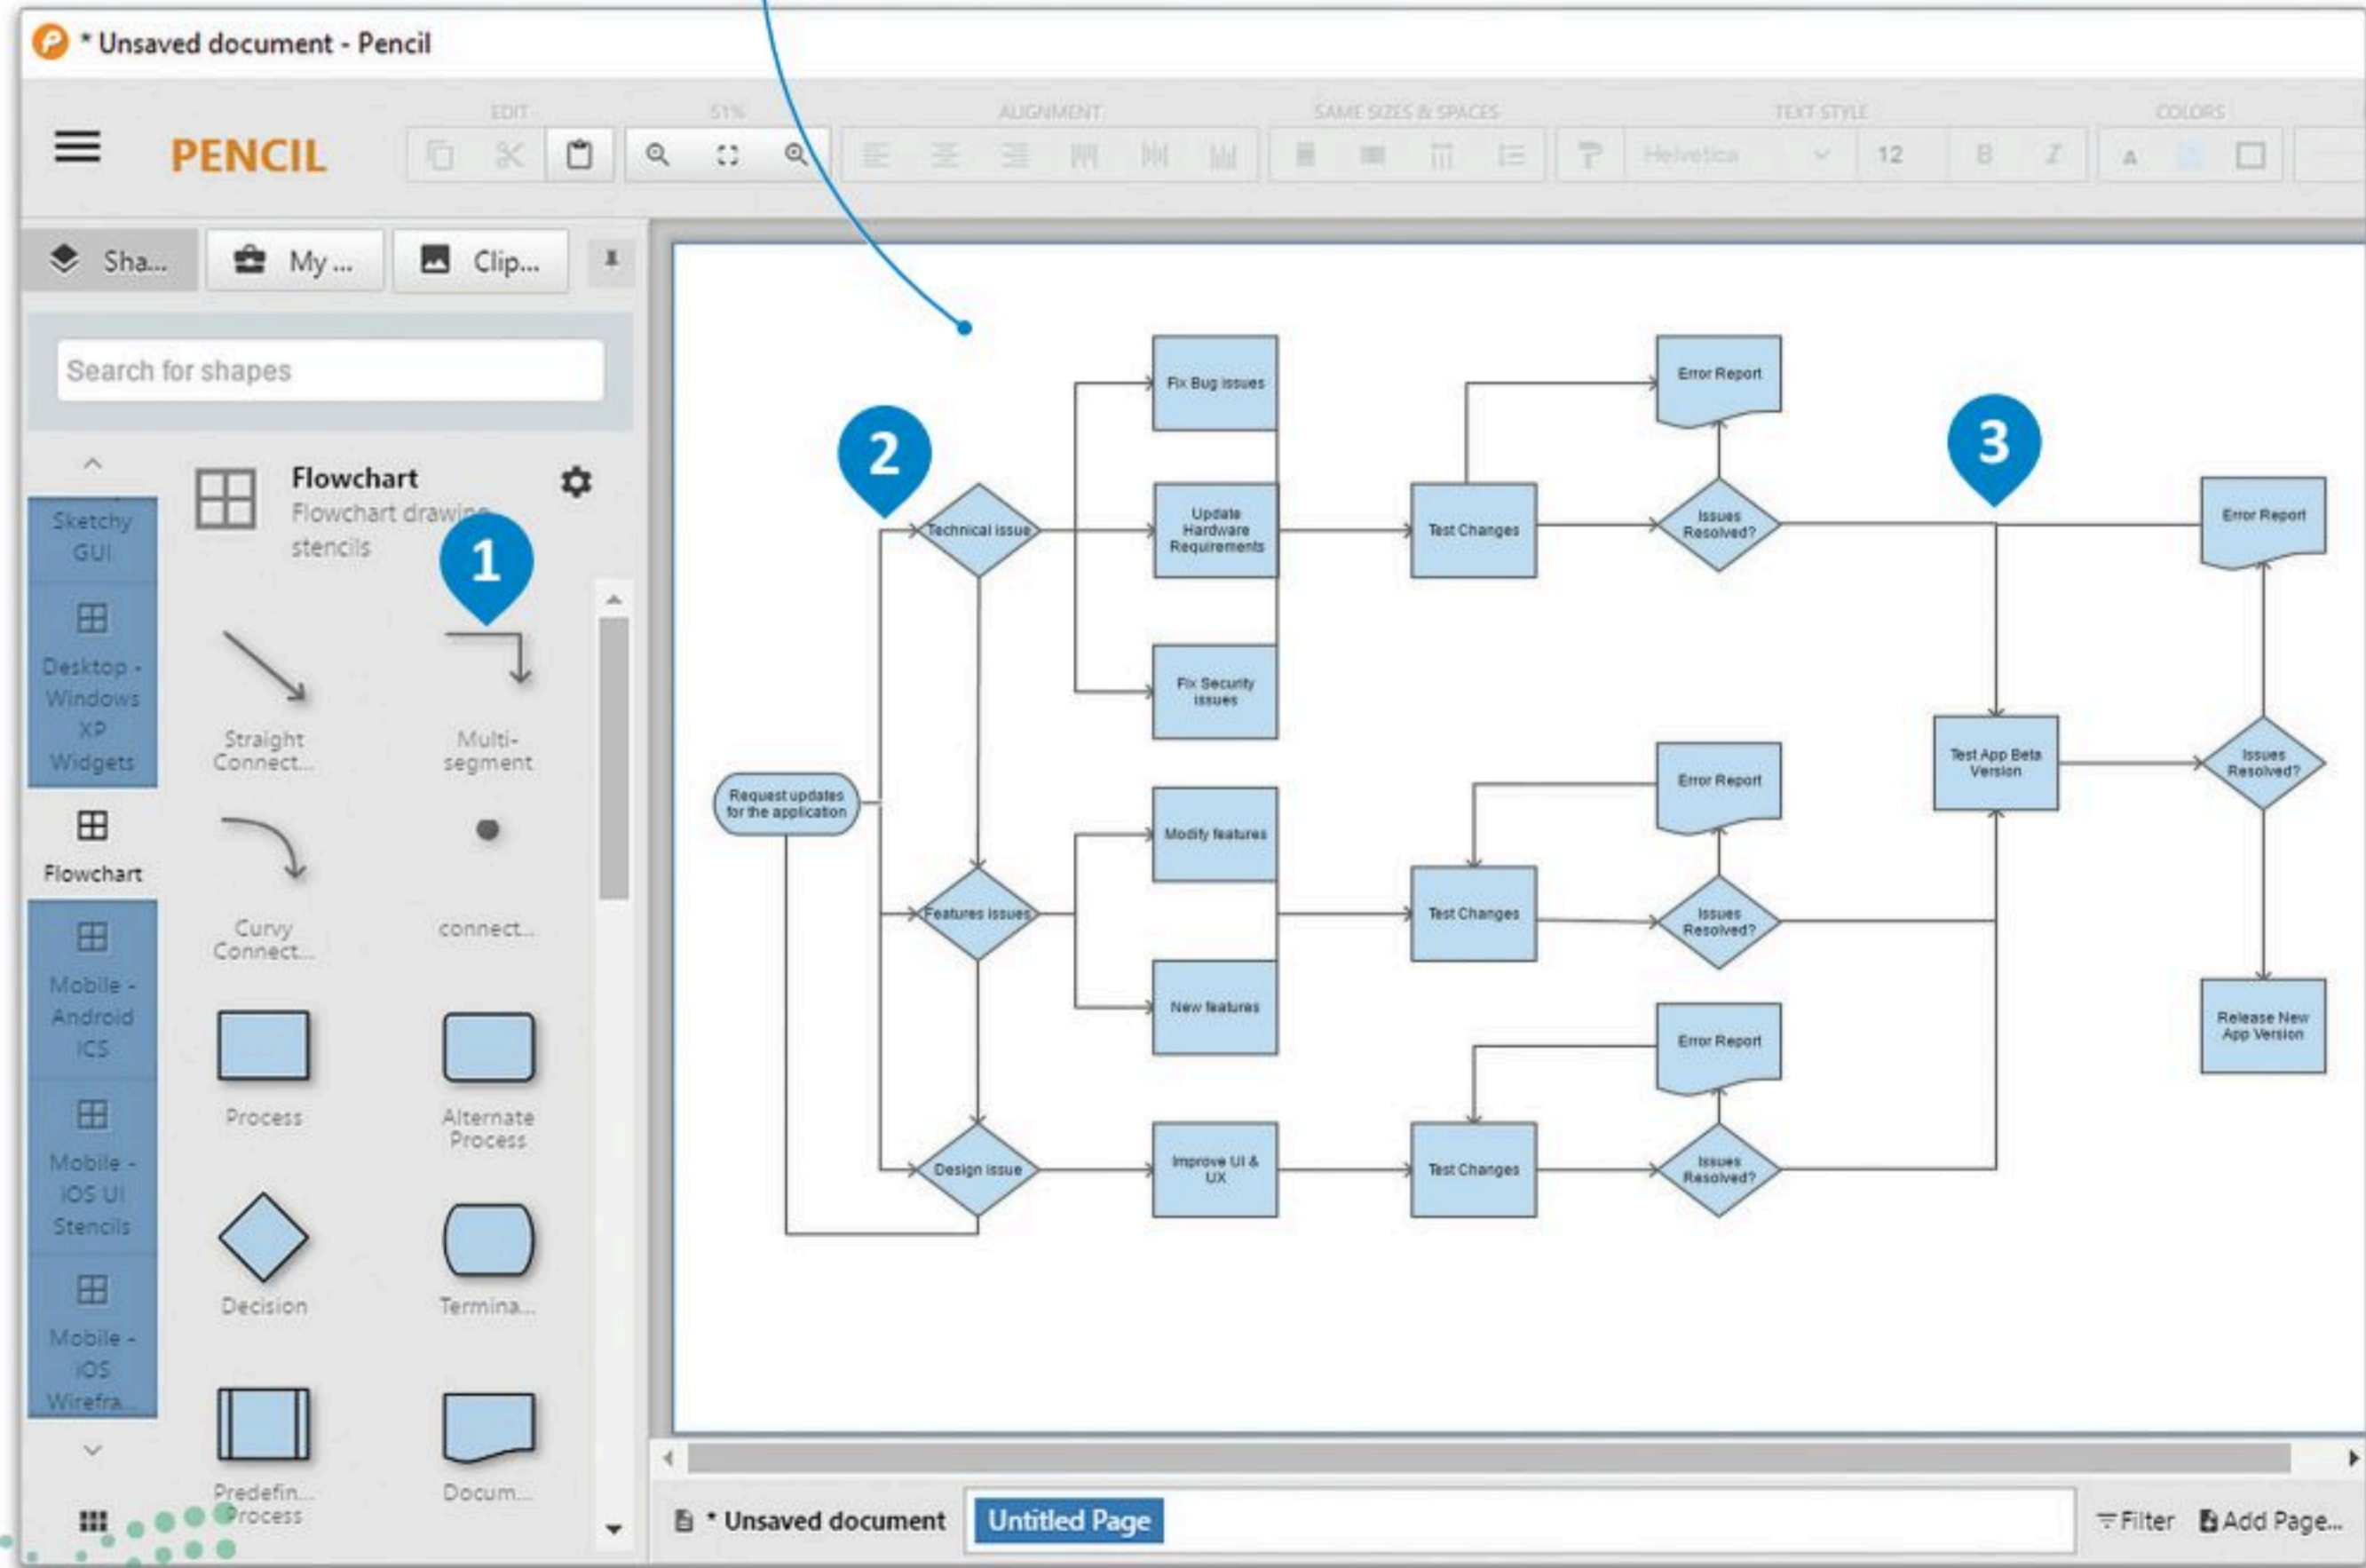 * Unsaved document - Pencil
EDIT
51%
ALIGNMENT
SAME SIZES & SPACES
TEXT STYLE
COLORS
PENCIL
Helvetica
12
B
I
A
Sha...
My ...
Clip...
Search for shapes
Flowchart
Flowchart drawing
stencils
Sketchy
GUI
Desktop -
Windows
XP
Widgets
Flowchart
Mobile -
Android
ICS
Mobile -
iOS UI
Stencils
Mobile -
iOS
Wirefra...
1
Straight
Connect...
Multi-
segment
Curvy
Connect...
connect...
Process
Alternate
Process
Decision
Termina...
Predefin...
Process
Docum...
2
3
Request updates
for the application
Technical issue
Fix Bug issues
Update
Hardware
Requirements
Fix Security
issues
Test Changes
Error Report
Issues
Resolved?
Features issues
Modify features
New features
Test Changes
Error Report
Issues
Resolved?
Design issue
Improve UI &
UX
Test Changes
Error Report
Issues
Resolved?
Test App Beta
Version
Error Report
Issues
Resolved?
Release New
App Version
* Unsaved document
Untitled Page
Filter
Add Page...